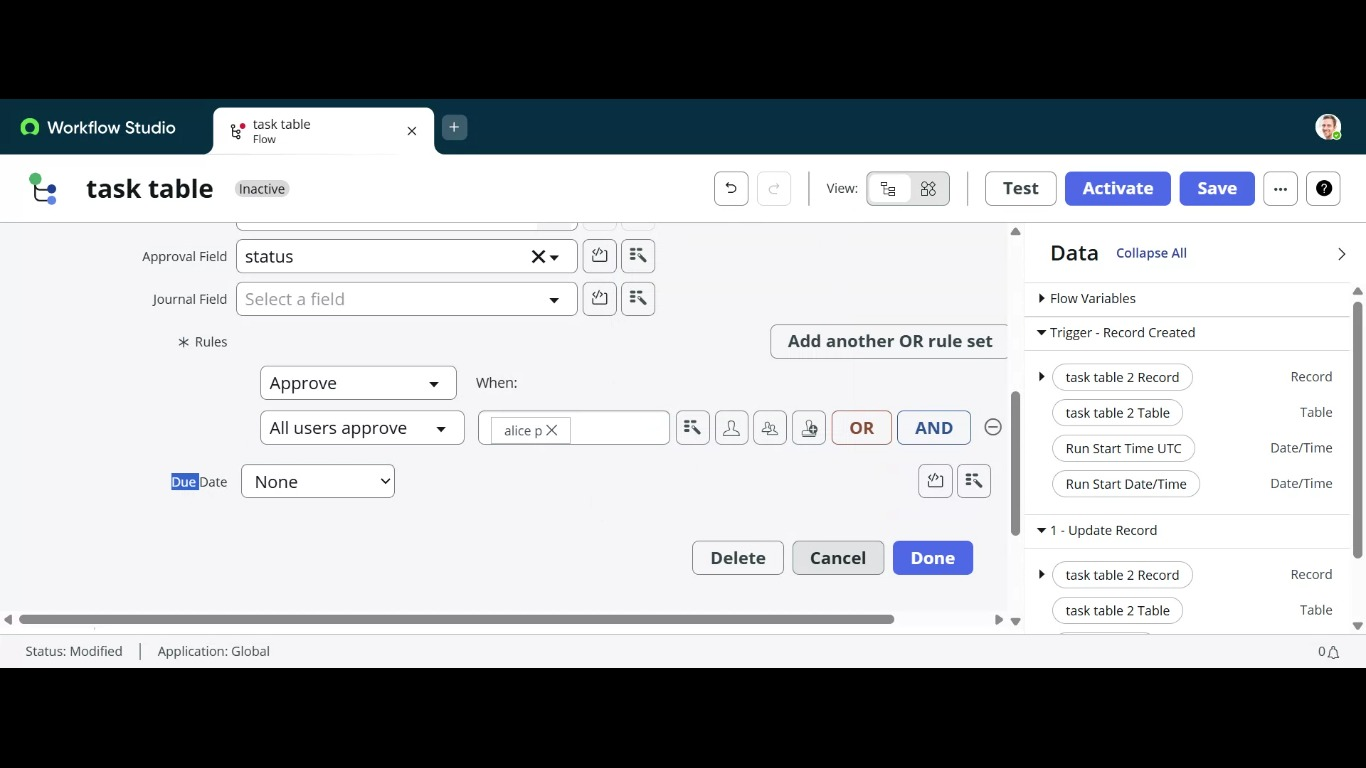 Workflow Studio
task table
Flow
task table
Inactive
View:
Test
Activate
Save
Approval Field
status
Journal Field
Select a field
* Rules
Add another OR rule set
Approve
When:
All users approve
alice p
OR
AND
Due Date
None
Delete
Cancel
Done
Data
Collapse All
Flow Variables
Trigger - Record Created
task table 2 Record
Record
task table 2 Table
Table
Run Start Time UTC
Date/Time
Run Start Date/Time
Date/Time
1 - Update Record
task table 2 Record
Record
task table 2 Table
Table
Status: Modified
Application: Global
0